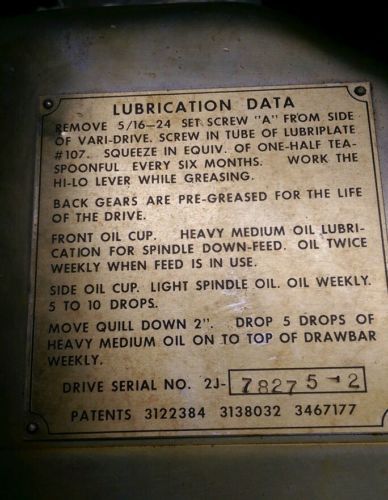 LUBRICATION DATA
REMOVE 5/16-24 SET SCREW "A" FROM SIDE
OF VARI-DRIVE. SCREW IN TUBE OF LUBRIPLATE
#107. SQUEEZE IN EQUIV. OF ONE-HALF TEA-
SPOONFUL EVERY SIX MONTHS. WORK THE
HI-LO LEVER WHILE GREASING.
BACK GEARS ARE PRE-GREASED FOR THE LIFE
OF THE DRIVE.
FRONT OIL CUP. HEAVY MEDIUM OIL LUBRI-
CATION FOR SPINDLE DOWN-FEED. OIL TWICE
WEEKLY WHEN FEED IS IN USE.
SIDE OIL CUP. LIGHT SPINDLE OIL. OIL WEEKLY.
5 TO 10 DROPS.
MOVE QUILL DOWN 2". DROP 5 DROPS OF
HEAVY MEDIUM OIL ON TO TOP OF DRAWBAR
WEEKLY.
DRIVE SERIAL NO. 2J-78275-2
PATENTS 3122384 3138032 3467177